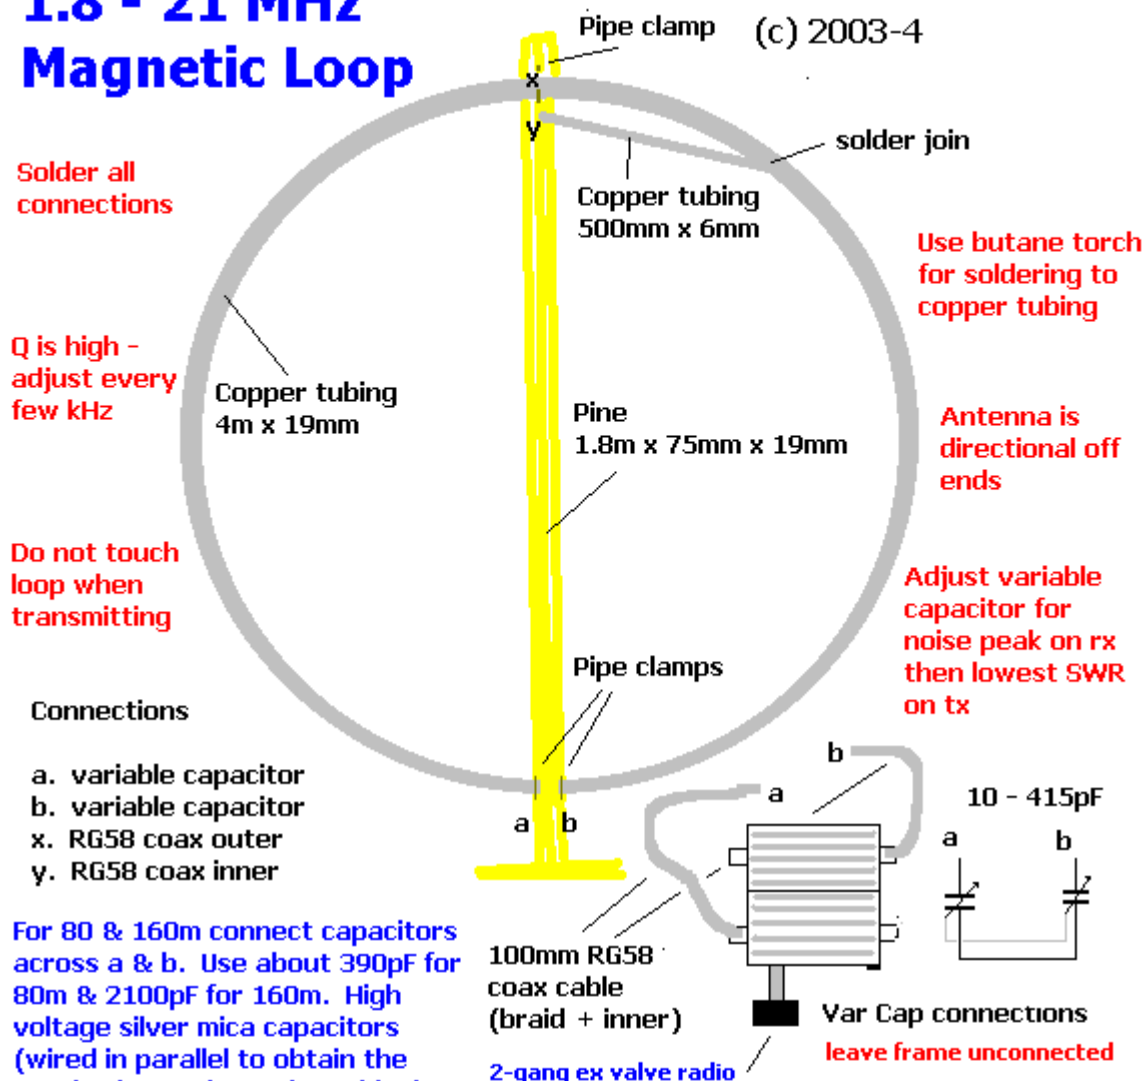 1.8 - 21 MHz
Magnetic Loop
Pipe clamp
(c) 2003-4
x
y
solder join
Solder all
connections
Copper tubing
500mm x 6mm
Use butane torch
for soldering to
copper tubing
Q is high -
adjust every
few kHz
Copper tubing
4m x 19mm
Pine
1.8m x 75mm x 19mm
Antenna is
directional off
ends
Do not touch
loop when
transmitting
Adjust variable
capacitor for
noise peak on rx
then lowest SWR
on tx
Pipe clamps
Connections
a. variable capacitor
b. variable capacitor
x. RG58 coax outer
y. RG58 coax inner
a b
b
a
10 - 415pF
a b
For 80 & 160m connect capacitors
across a & b. Use about 390pF for
80m & 2100pF for 160m. High
voltage silver mica capacitors
(wired in parallel to obtain the
100mm RG58
coax cable
(braid + inner)
Var Cap connections
leave frame unconnected
2-gang ex valve radio